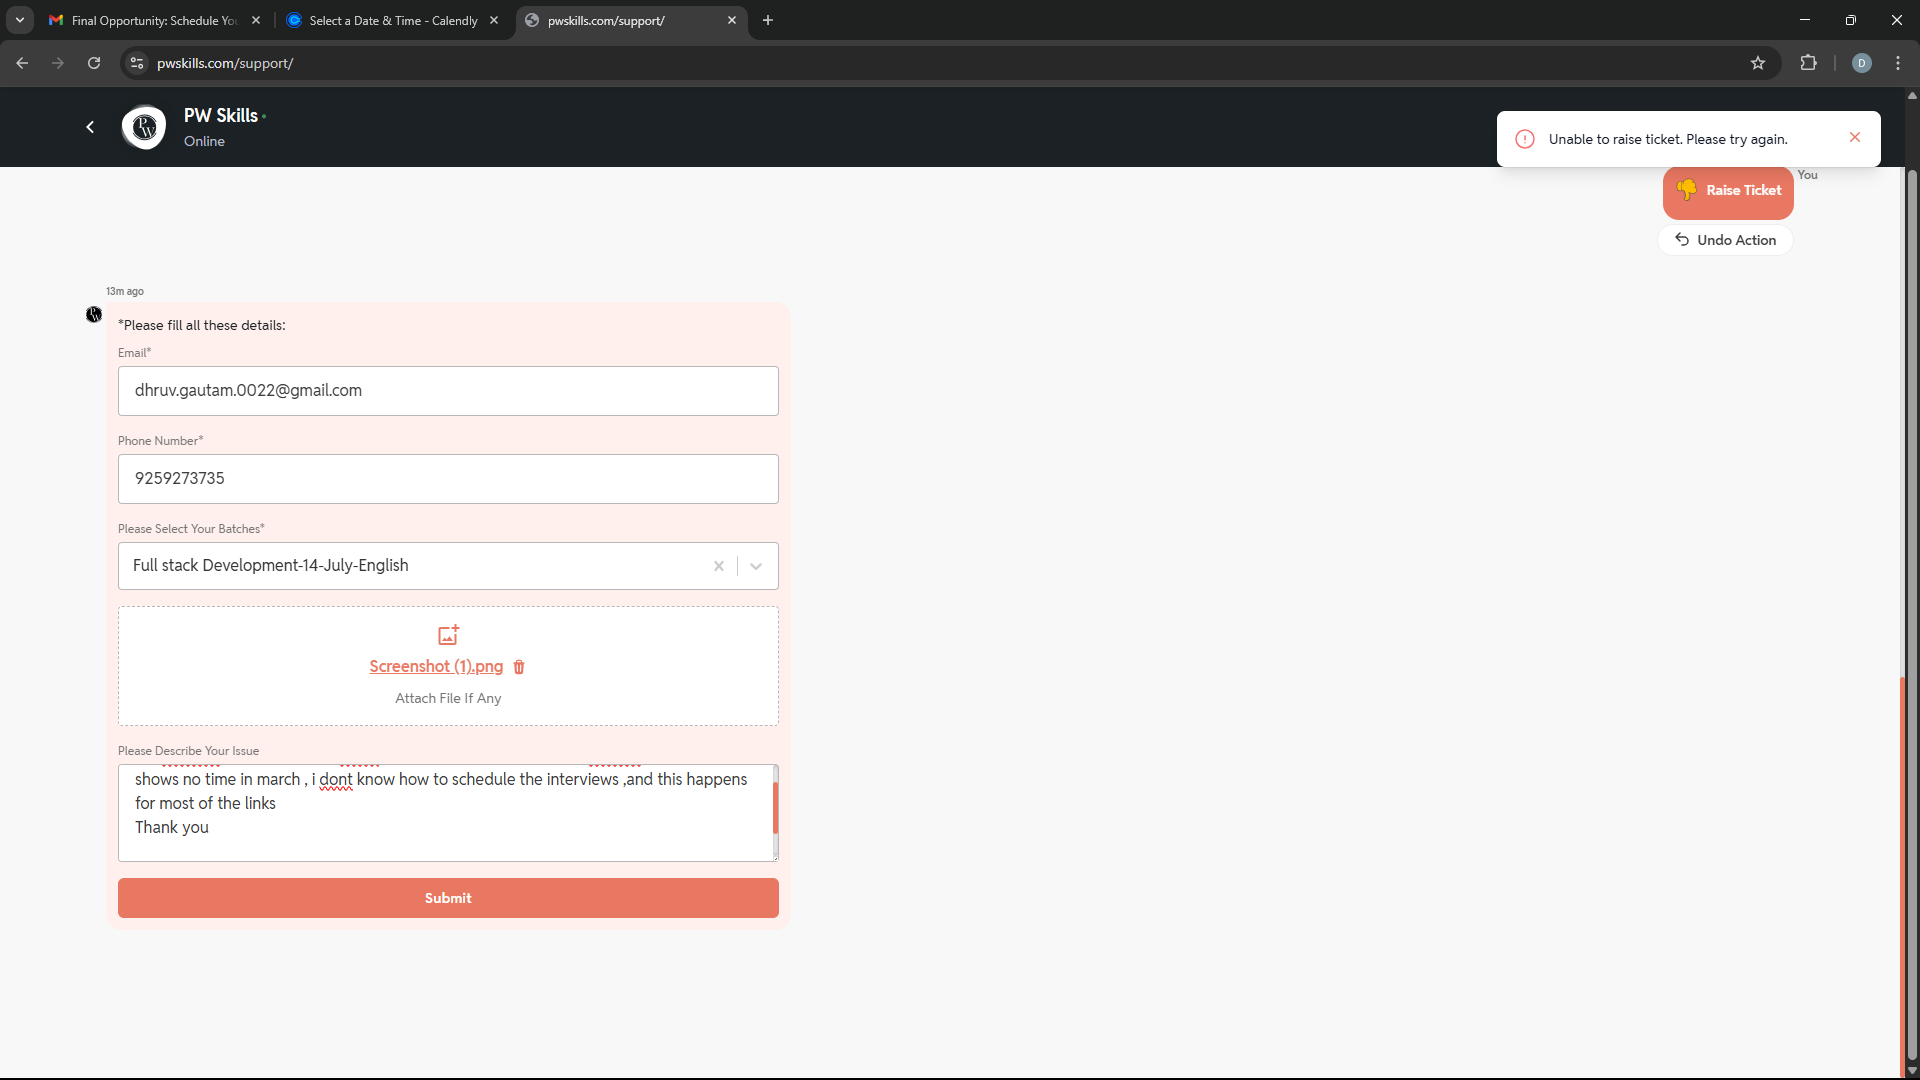 Final Opportunity: Schedule Yo
Select a Date & Time - Calendly
pwskills.com/support/
pwskills.com/support/
D
PW Skills
Online
Unable to raise ticket. Please try again.
You
Raise Ticket
Undo Action
13m ago
*Please fill all these details:
Email*
dhruv.gautam.0022@gmail.com
Phone Number*
9259273735
Please Select Your Batches*
Full stack Development-14-July-English
Screenshot (1).png
Attach File If Any
Please Describe Your Issue
shows no time in march , i dont know how to schedule the interviews ,and this happens
for most of the links
Thank you
Submit